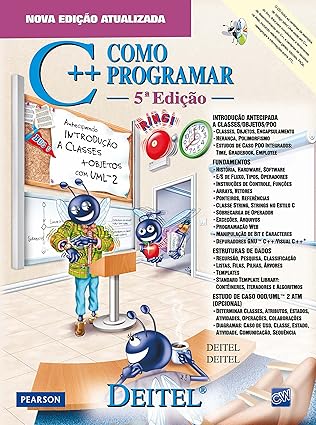 NOVA EDIÇÃO ATUALIZADA
C++ COMO
PROGRAMAR
5ª Edição
RING!
Antecipando
INTRODUÇÃO
A CLASSES
E OBJETOS
COM UML™ 2
INTRODUÇÃO ANTECIPADA
A CLASSES/OBJETOS/POO
• CLASSES, OBJETOS, ENCAPSULAMENTO
• HERANÇA, POLIMORFISMO
• ESTUDOS DE CASO POO INTEGRADOS:
TIME, GRADEBOOK, EMPLOYEE
FUNDAMENTOS
• HISTÓRIA, HARDWARE, SOFTWARE
• E/S DE FLUXO, TIPOS, OPERADORES
• INSTRUÇÕES DE CONTROLE, FUNÇÕES
• ARRAYS, VETORES
• PONTEIROS, REFERÊNCIAS
• CLASSE STRING, STRINGS NO ESTILO C
• SOBRECARGA DE OPERADOR
• EXCEÇÕES, ARQUIVOS
• PROGRAMAÇÃO WEB
• MANIPULAÇÃO DE BIT E CARACTERES
• DEPURADORES GNU™ C++/VISUAL C++®
ESTRUTURAS DE DADOS
• RECURSÃO, PESQUISA, CLASSIFICAÇÃO
• LISTAS, FILAS, PILHAS, ÁRVORES
• TEMPLATES
• STANDARD TEMPLATE LIBRARY:
CONTÊINERES, ITERADORES E ALGORITMOS
ESTUDO DE CASO OOD/UML™ 2 ATM
(OPCIONAL)
• DETERMINAR CLASSES, ATRIBUTOS, ESTADOS,
ATIVIDADES, OPERAÇÕES, COLABORAÇÕES
• DIAGRAMAS: CASO DE USO, CLASSE, ESTADO,
ATIVIDADE, COMUNICAÇÃO, SEQUÊNCIA
DEITEL
DEITEL
DEITEL®
PEARSON
CW